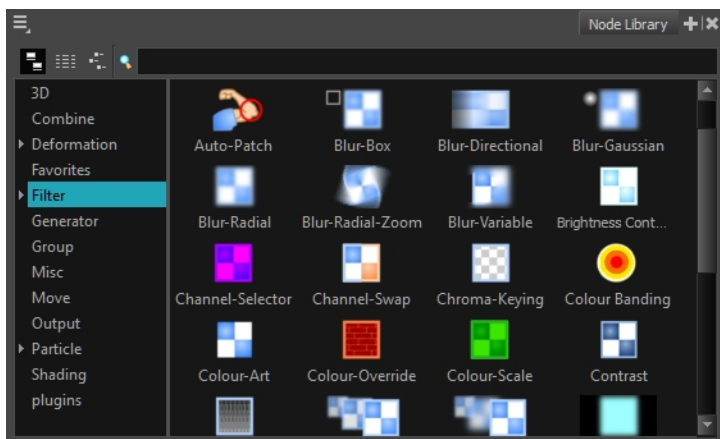 Node Library
3D
Combine
Deformation
Favorites
Filter
Generator
Group
Misc
Move
Output
Particle
Shading
plugins
Auto-Patch Blur-Box Blur-Directional Blur-Gaussian
Blur-Radial Blur-Radial-Zoom Blur-Variable Brightness Cont...
Channel-Selector Channel-Swap Chroma-Keying Colour Banding
Colour-Art Colour-Override Colour-Scale Contrast